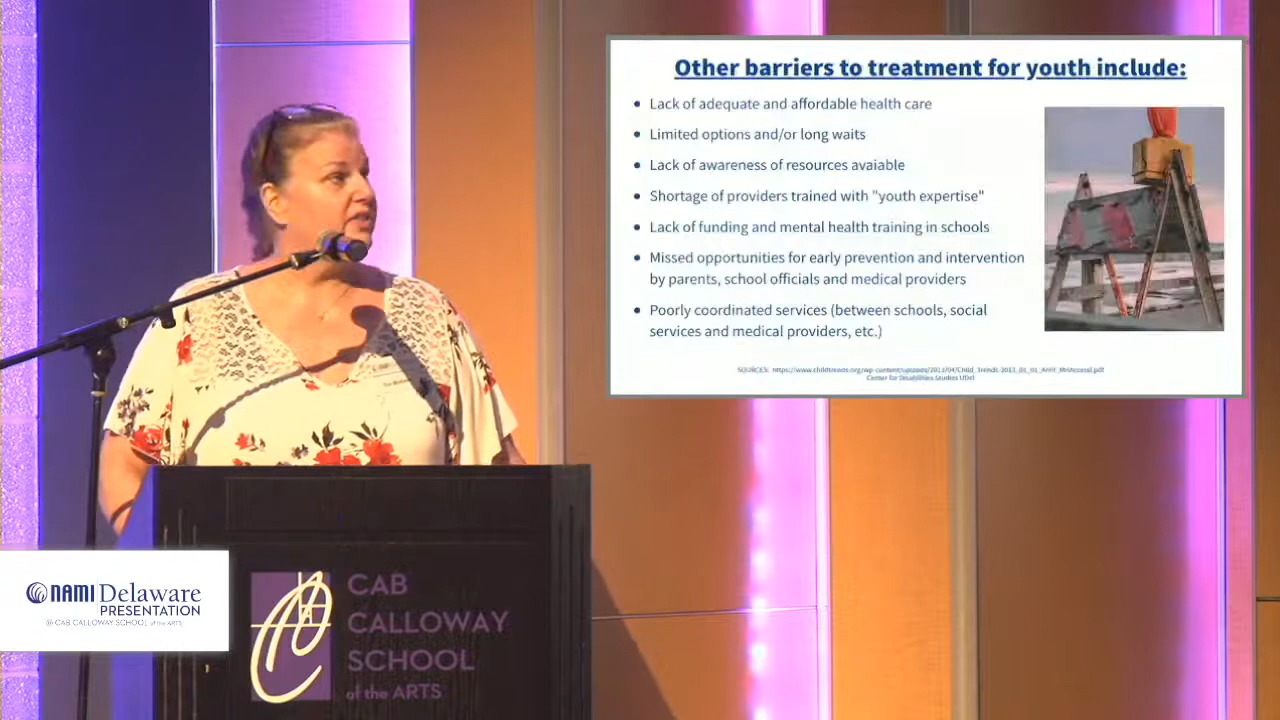 Other barriers to treatment for youth include:
Lack of adequate and affordable health care
Limited options and/or long waits
Lack of awareness of resources avaiable
Shortage of providers trained with "youth expertise"
Lack of funding and mental health training in schools
Missed opportunities for early prevention and intervention
by parents, school officials and medical providers
Poorly coordinated services (between schools, social
services and medical providers, etc.)
SOURCES:
Center for Disabilities Studies UDel
NAMI Delaware
PRESENTATION
@ CAB CALLOWAY SCHOOL of the ARTS
CAB
CALLOWAY
SCHOOL
of the ARTS